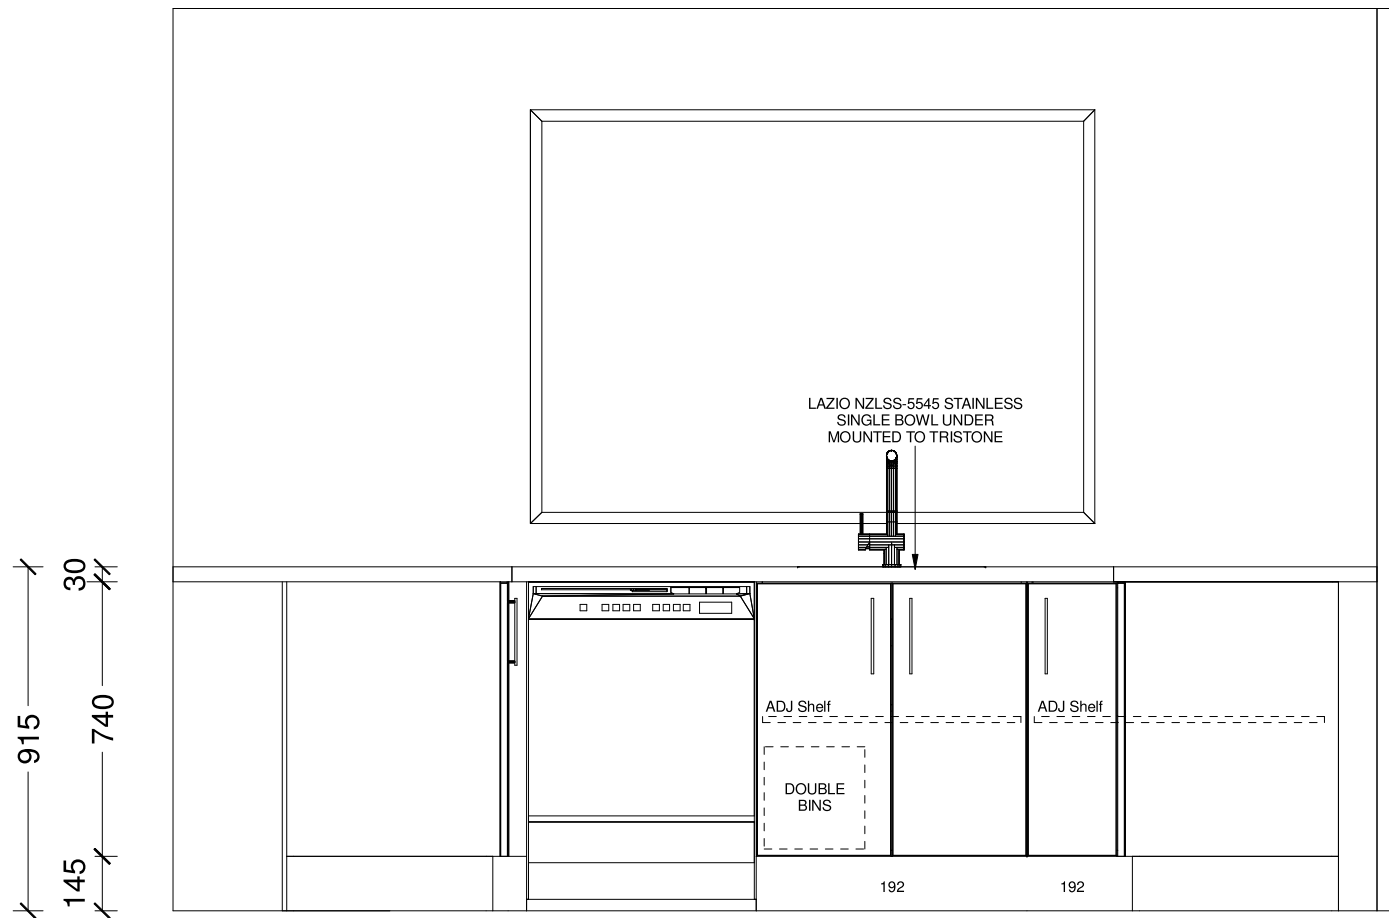 LAZIO NZLSS-5545 STAINLESS
SINGLE BOWL UNDER
MOUNTED TO TRISTONE
30
915
740
145
ADJ Shelf
ADJ Shelf
DOUBLE
BINS
192
192